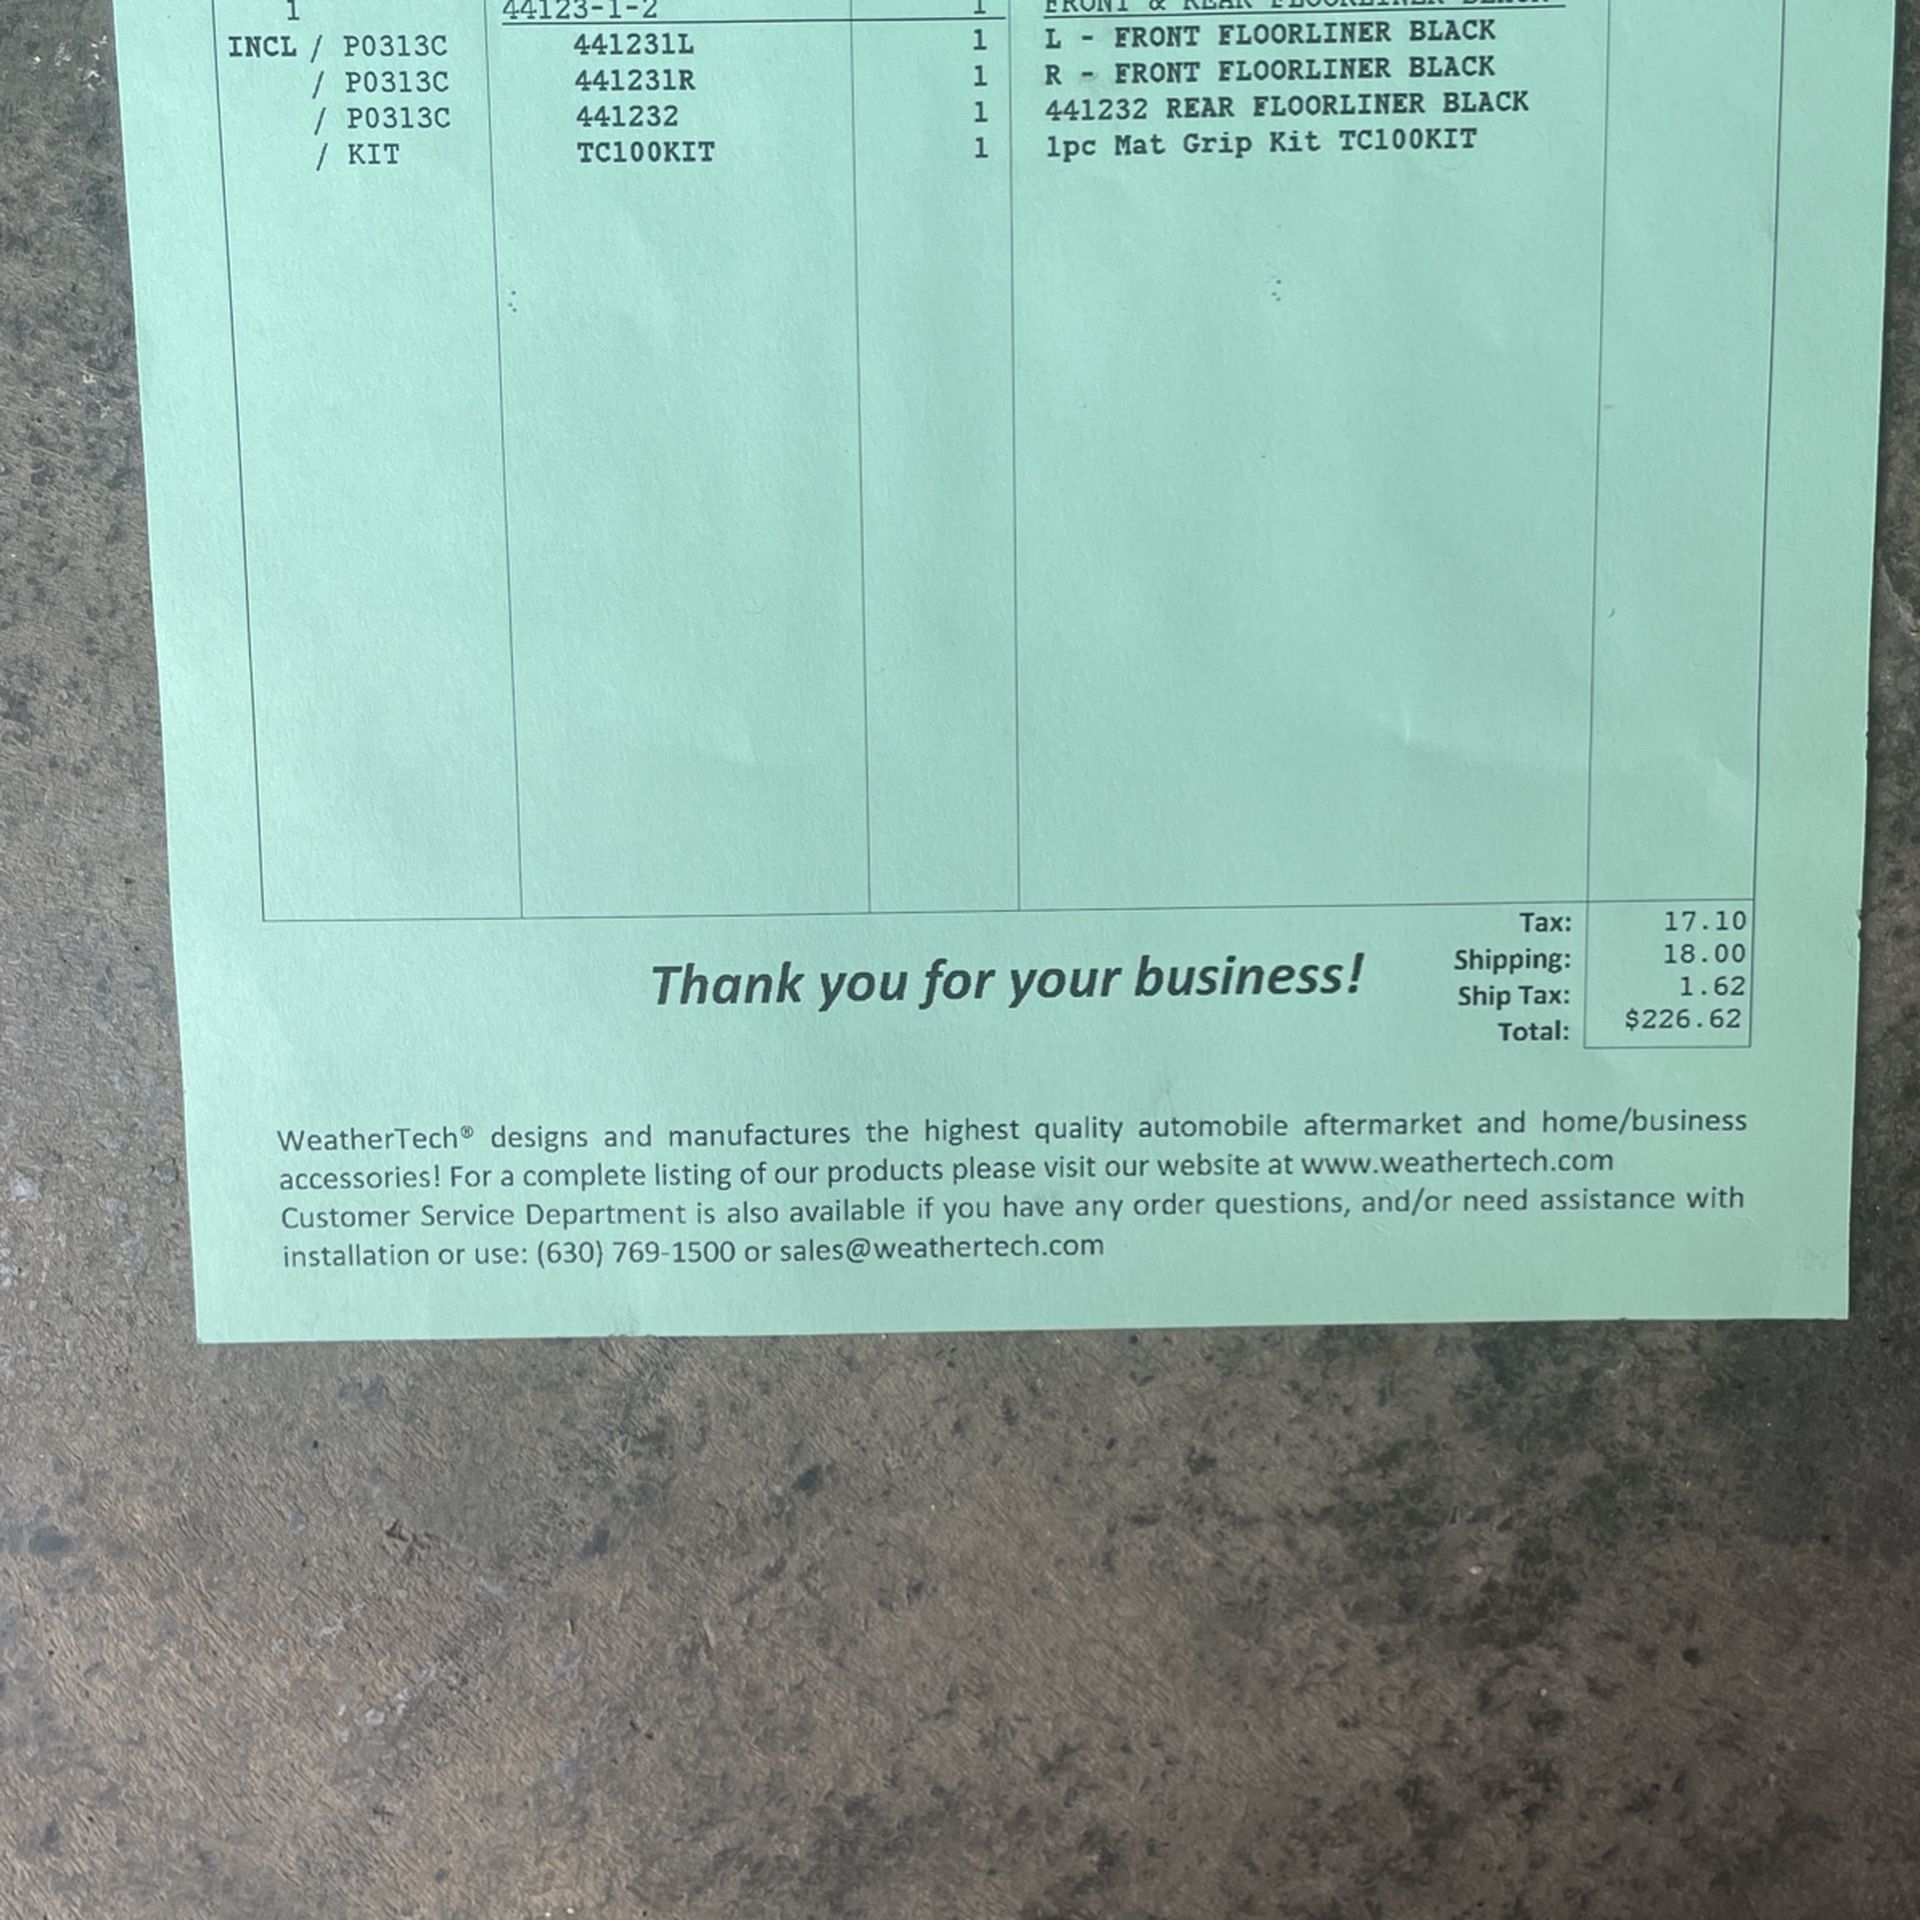 1 44123-1-2 1 FRONT & REAR FLOORLINER BLACK
INCL / P0313C 441231L 1 L - FRONT FLOORLINER BLACK
/ P0313C 441231R 1 R - FRONT FLOORLINER BLACK
/ P0313C 441232 1 441232 REAR FLOORLINER BLACK
/ KIT TC100KIT 1 1pc Mat Grip Kit TC100KIT
Tax: 17.10
Shipping: 18.00
Ship Tax: 1.62
Total: $226.62
Thank you for your business!
WeatherTech® designs and manufactures the highest quality automobile aftermarket and home/business
accessories! For a complete listing of our products please visit our website at www.weathertech.com
Customer Service Department is also available if you have any order questions, and/or need assistance with
installation or use: (630) 769-1500 or sales@weathertech.com